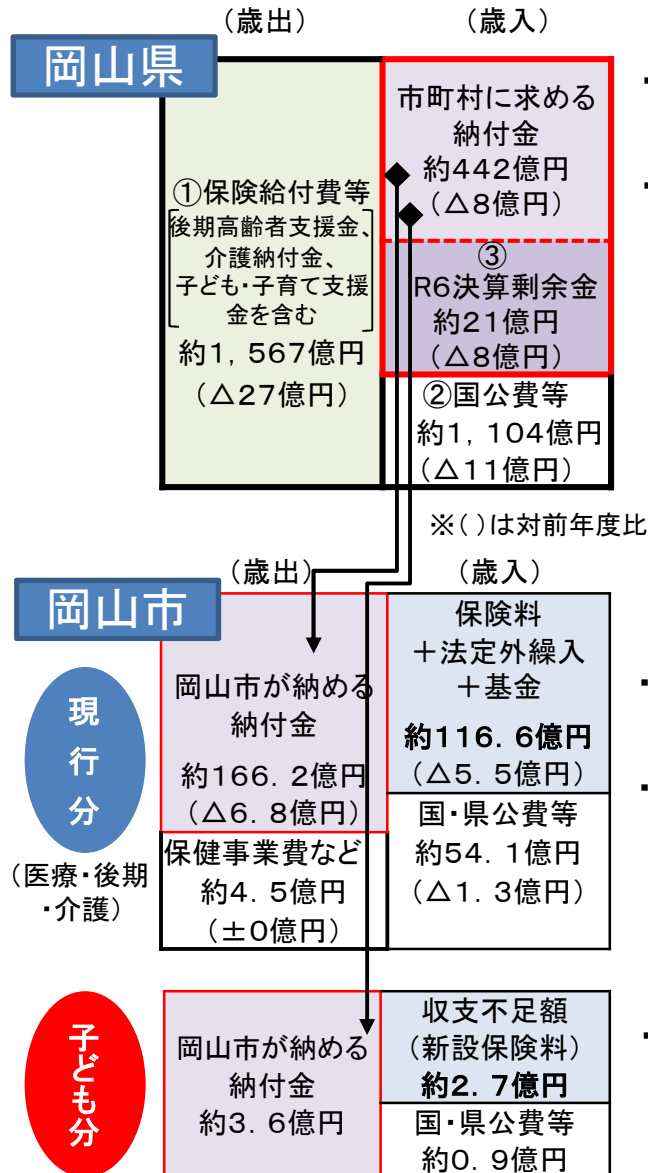 （歳出）
（歳入）
岡山県
①保険給付費等
後期高齢者支援金、
介護納付金、
子ども・子育て支援
金を含む
約1，567億円
（△27億円）
市町村に求める
納付金
約442億円
（△8億円）
③
R6決算剰余金
約21億円
（△8億円）
②国公費等
約1，104億円
（△11億円）
※（ ）は対前年度比
（歳出）
（歳入）
岡山市
現行分
（医療・後期
・介護）
岡山市が納める
納付金
約166．2億円
（△6．8億円）
保健事業費など
約4．5億円
（±0億円）
保険料
＋法定外繰入
＋基金
約116．6億円
（△5．5億円）
国・県公費等
約54．1億円
（△1．3億円）
子ども分
岡山市が納める
納付金
約3．6億円
収支不足額
（新設保険料）
約2．7億円
国・県公費等
約0．9億円